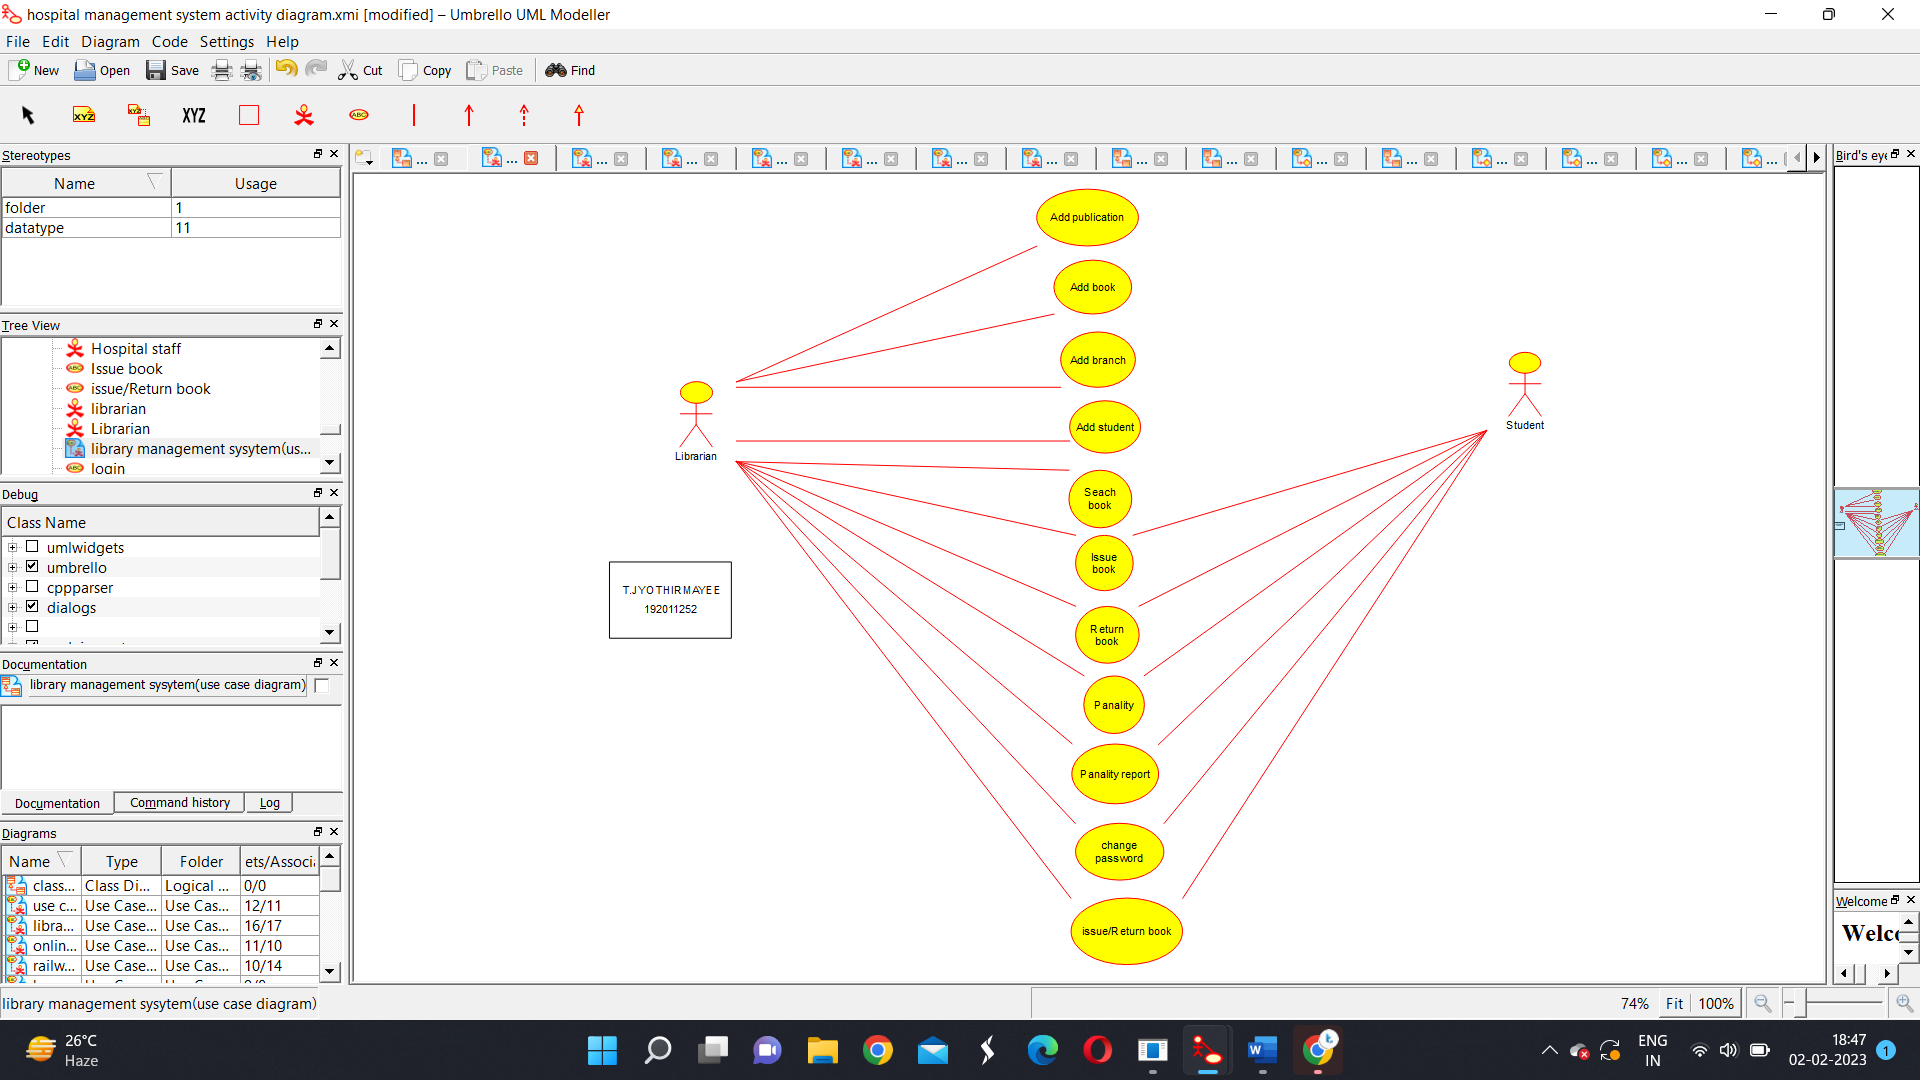 hospital management system activity diagram.xmi [modified] – Umbrello UML Modeller
File Edit Diagram Code Settings Help
New Open Save Cut Copy Paste Find
XYZ XYZ XYZ ABC
Stereotypes
Name Usage
folder 1
datatype 11
Tree View
Hospital staff
Issue book
issue/Return book
librarian
Librarian
library management sysytem(us...
login
Debug
Class Name
umlwidgets
umbrello
cppparser
dialogs
Documentation
library management sysytem(use case diagram)
Documentation Command history Log
Diagrams
Name Type Folder ets/Associ
class... Class Di... Logical ... 0/0
use c... Use Case... Use Cas... 12/11
libra... Use Case... Use Cas... 16/17
onlin... Use Case... Use Cas... 11/10
railw... Use Case... Use Cas... 10/14
library management sysytem(use case diagram)
... ... ... ... ... ... ... ... ... ... ... ... ... ... ... ...
Add publication
Add book
Add branch
Add student
Seach
book
Issue
book
Return
book
Panality
Panality report
change
password
issue/Return book
Librarian
Student
T.JYOTHIRMAYEE
192011252
Bird's eye
Welcome
Welco
74% Fit 100%
26°C
Haze
ENG
IN
18:47
02-02-2023
1